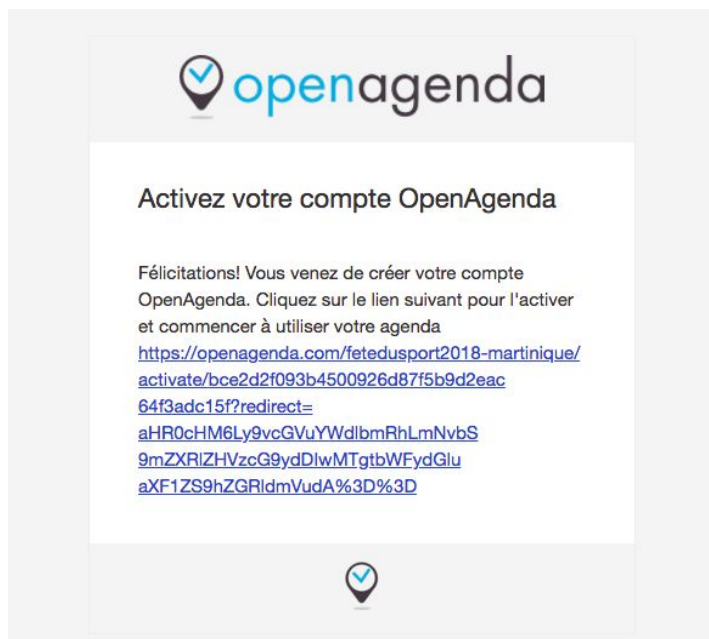 openagenda
Activez votre compte OpenAgenda
Félicitations! Vous venez de créer votre compte
OpenAgenda. Cliquez sur le lien suivant pour l'activer
et commencer à utiliser votre agenda
https://openagenda.com/fetedusport2018-martinique/
activate/bce2d2f093b4500926d87f5b9d2eac
64f3adc15f?redirect=
aHR0cHM6Ly9vcGVuYWdlbmRhLmNvbS
9mZXRlZHVzcG9ydDIwMTgtbWFydGlu
aXF1ZS9hZGRldmVudA%3D%3D